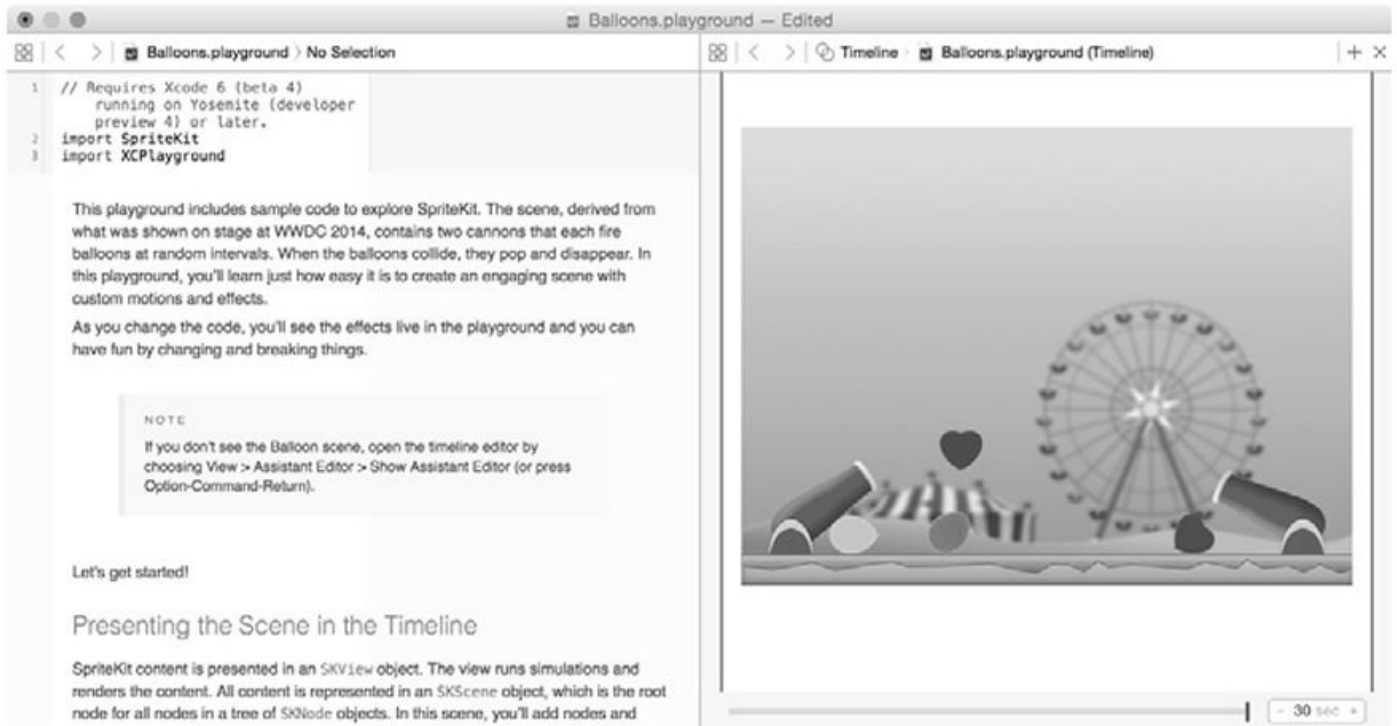 Balloons.playground — Edited
Balloons.playground 〉 No Selection
1 // Requires Xcode 6 (beta 4)
running on Yosemite (developer
preview 4) or later.
2 import SpriteKit
3 import XCPlayground
This playground includes sample code to explore SpriteKit. The scene, derived from
what was shown on stage at WWDC 2014, contains two cannons that each fire
balloons at random intervals. When the balloons collide, they pop and disappear. In
this playground, you'll learn just how easy it is to create an engaging scene with
custom motions and effects.
As you change the code, you'll see the effects live in the playground and you can
have fun by changing and breaking things.
NOTE
If you don't see the Balloon scene, open the timeline editor by
choosing View > Assistant Editor > Show Assistant Editor (or press
Option-Command-Return).
Let's get started!
Presenting the Scene in the Timeline
SpriteKit content is presented in an SKView object. The view runs simulations and
renders the content. All content is represented in an SKScene object, which is the root
node for all nodes in a tree of SKNode objects. In this scene, you'll add nodes and
Timeline 〉 Balloons.playground (Timeline)
- 30 sec +